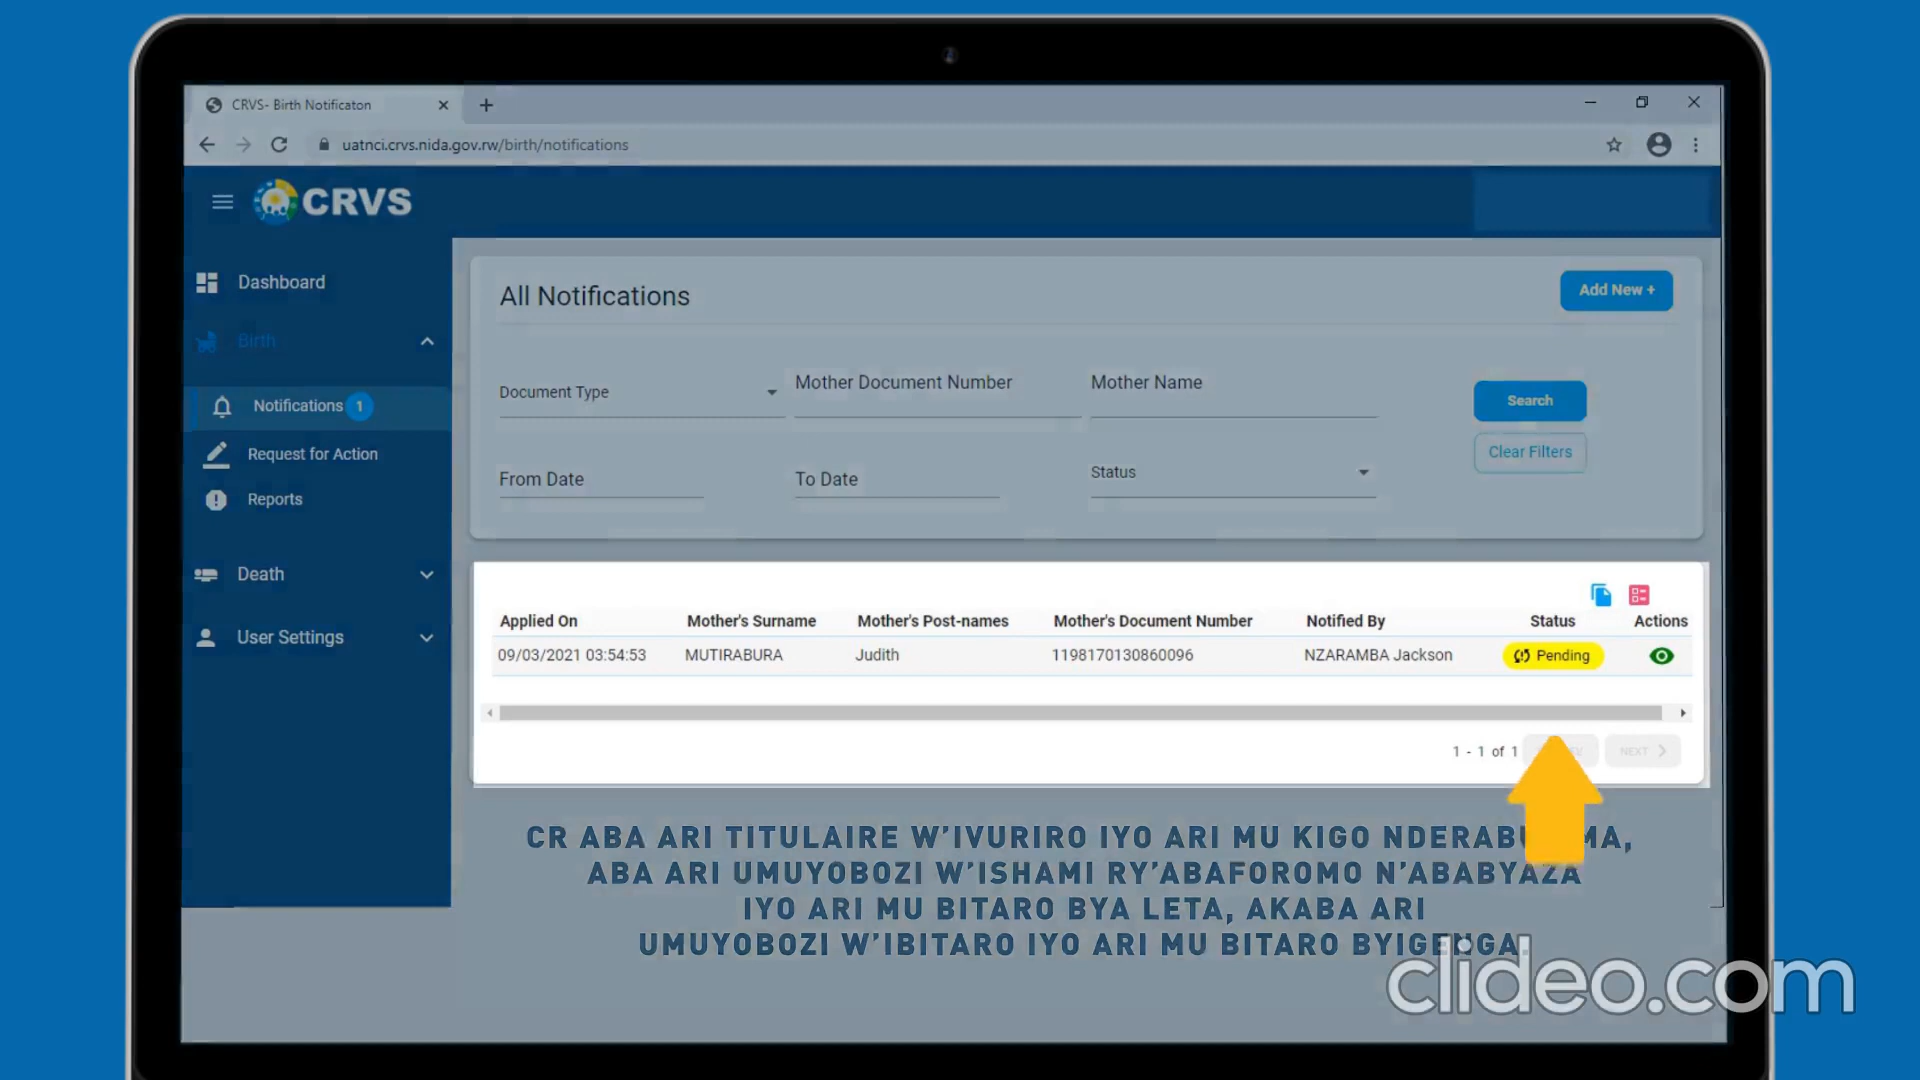 CRVS- Birth Notificaton
uatnci.crvs.nida.gov.rw/birth/notifications
CRVS
Dashboard
Birth
Notifications 1
Request for Action
Reports
Death
User Settings
All Notifications
Add New +
Document Type
Mother Document Number
Mother Name
Search
Clear Filters
From Date
To Date
Status
Applied On Mother's Surname Mother's Post-names Mother's Document Number Notified By Status Actions
09/03/2021 03:54:53 MUTIRABURA Judith 1198170130860096 NZARAMBA Jackson Pending
1 - 1 of 1 NEXT
CR ABA ARI TITULAIRE W'IVURIRO IYO ARI MU KIGO
ABA ARI UMUYOBOZI W'ISHAMI RY'ABAFOROMO N'ABABYAZA
IYO ARI MU BITARO BYA LETA, AKABA ARI
UMUYOBOZI W'IBITARO IYO ARI MU BITARO BYIGENGA.
clideo.com